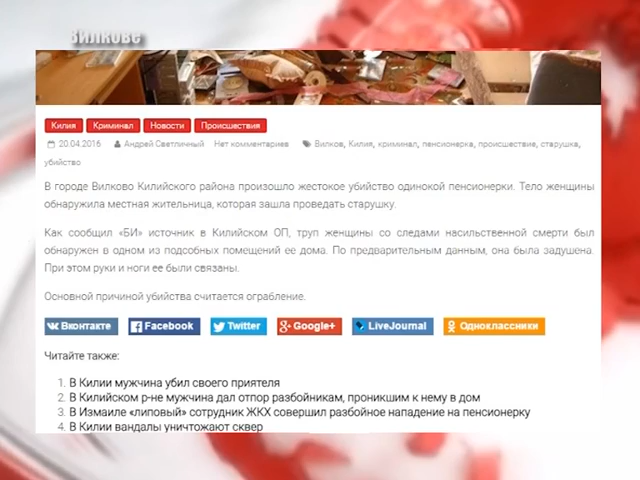 Вилкове
Килия Криминал Новости Происшествия
20.04.2016 Андрей Светличный Нет комментариев Вилков, Килия, криминал, пенсионерка, происшествие, старушка,
убийство
В городе Вилково Килийского района произошло жестокое убийство одинокой пенсионерки. Тело женщины
обнаружила местная жительница, которая зашла проведать старушку.
Как сообщил «БИ» источник в Килийском ОП, труп женщины со следами насильственной смерти был
обнаружен в одном из подсобных помещений ее дома. По предварительным данным, она была задушена.
При этом руки и ноги ее были связаны.
Основной причиной убийства считается ограбление.
Вконтакте Facebook Twitter Google+ LiveJournal Одноклассники
Читайте также:
1. В Килии мужчина убил своего приятеля
2. В Килийском р-не мужчина дал отпор разбойникам, проникшим к нему в дом
3. В Измаиле «липовый» сотрудник ЖКХ совершил разбойное нападение на пенсионерку
4. В Килии вандалы уничтожают сквер